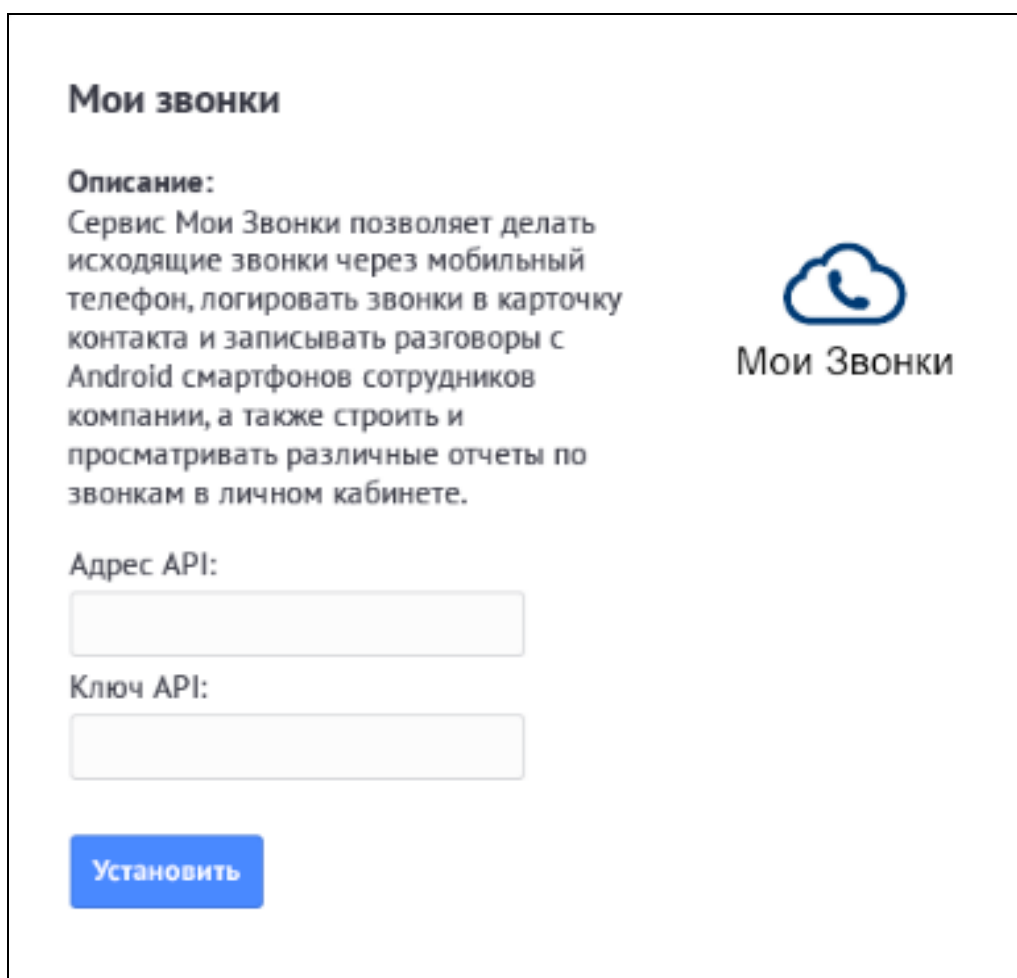 Мои звонки
Описание:
Сервис Мои Звонки позволяет делать
исходящие звонки через мобильный
телефон, логировать звонки в карточку
контакта и записывать разговоры с
Android смартфонов сотрудников
компании, а также строить и
просматривать различные отчеты по
звонкам в личном кабинете.
Мои Звонки
Адрес API:
Ключ API:
Установить